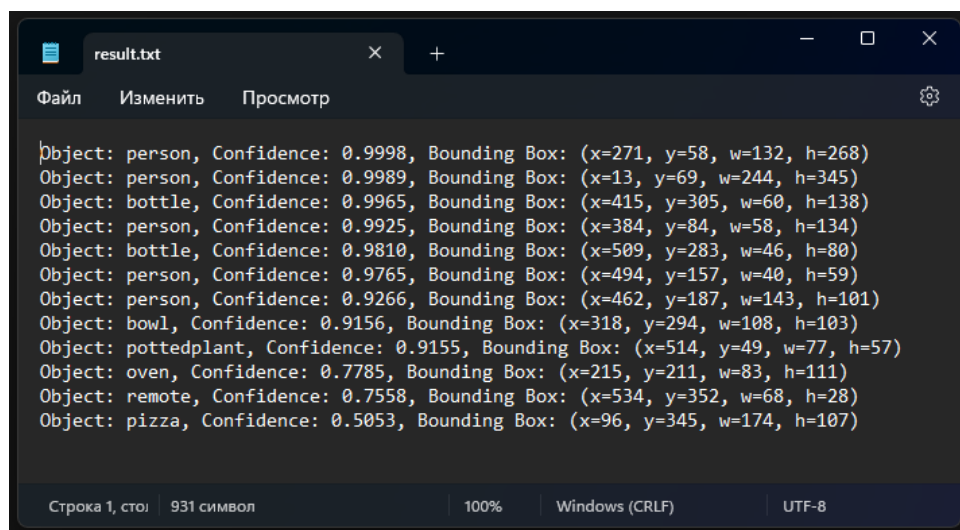 result.txt
Файл Изменить Просмотр
Object: person, Confidence: 0.9998, Bounding Box: (x=271, y=58, w=132, h=268)
Object: person, Confidence: 0.9989, Bounding Box: (x=13, y=69, w=244, h=345)
Object: bottle, Confidence: 0.9965, Bounding Box: (x=415, y=305, w=60, h=138)
Object: person, Confidence: 0.9925, Bounding Box: (x=384, y=84, w=58, h=134)
Object: bottle, Confidence: 0.9810, Bounding Box: (x=509, y=283, w=46, h=80)
Object: person, Confidence: 0.9765, Bounding Box: (x=494, y=157, w=40, h=59)
Object: person, Confidence: 0.9266, Bounding Box: (x=462, y=187, w=143, h=101)
Object: bowl, Confidence: 0.9156, Bounding Box: (x=318, y=294, w=108, h=103)
Object: pottedplant, Confidence: 0.9155, Bounding Box: (x=514, y=49, w=77, h=57)
Object: oven, Confidence: 0.7785, Bounding Box: (x=215, y=211, w=83, h=111)
Object: remote, Confidence: 0.7558, Bounding Box: (x=534, y=352, w=68, h=28)
Object: pizza, Confidence: 0.5053, Bounding Box: (x=96, y=345, w=174, h=107)
Строка 1, стол 931 символ 100% Windows (CRLF) UTF-8